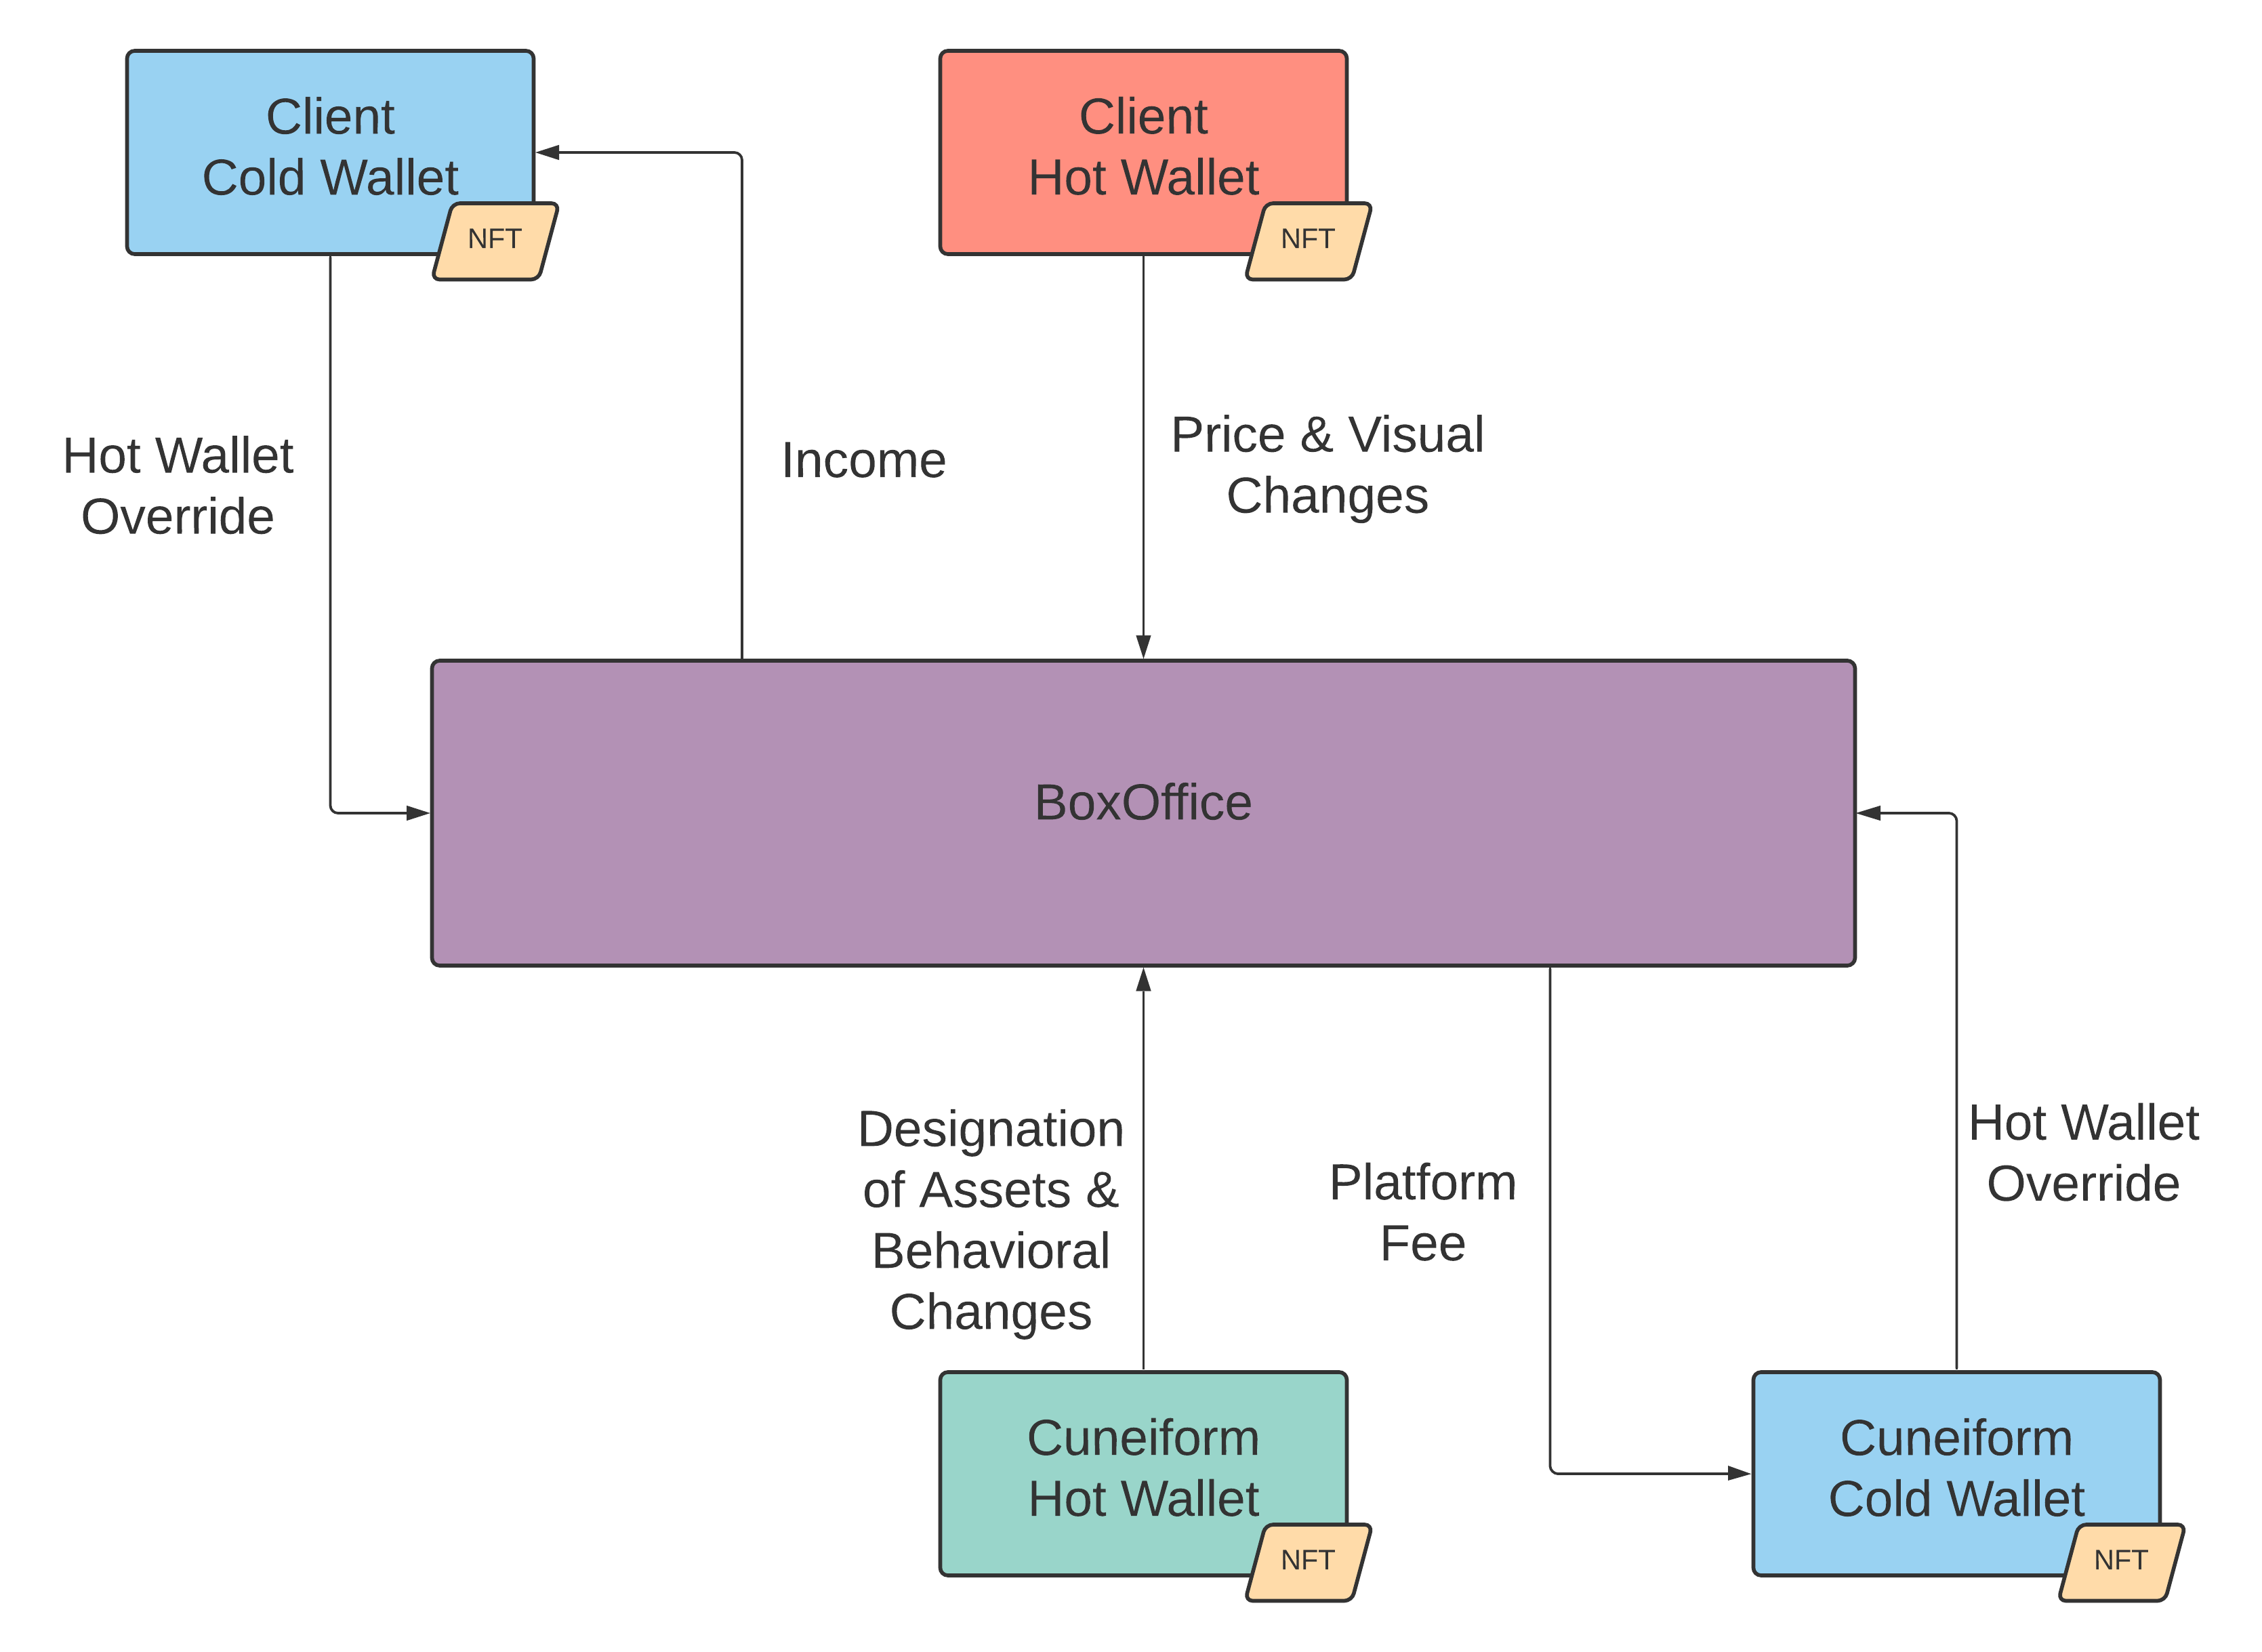 Client
Cold Wallet
NFT
Client
Hot Wallet
NFT
Hot Wallet
Override
Income
Price & Visual
Changes
BoxOffice
Designation
of Assets &
Behavioral
Changes
Platform
Fee
Hot Wallet
Override
Cuneiform
Hot Wallet
NFT
Cuneiform
Cold Wallet
NFT